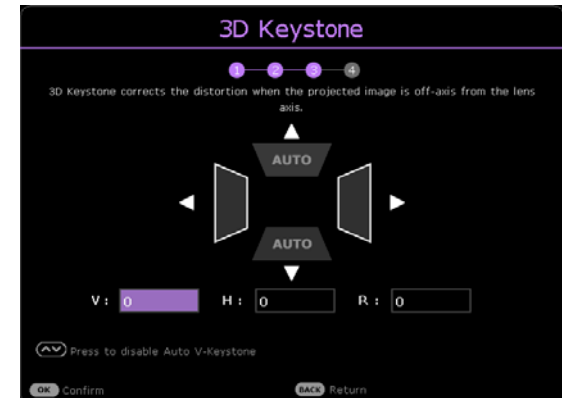 3D Keystone
1 2 3 4
3D Keystone corrects the distortion when the projected image is off-axis from the lens
axis.
AUTO
AUTO
V : 0 H : 0 R : 0
Press to disable Auto V-Keystone
OK Confirm BACK Return